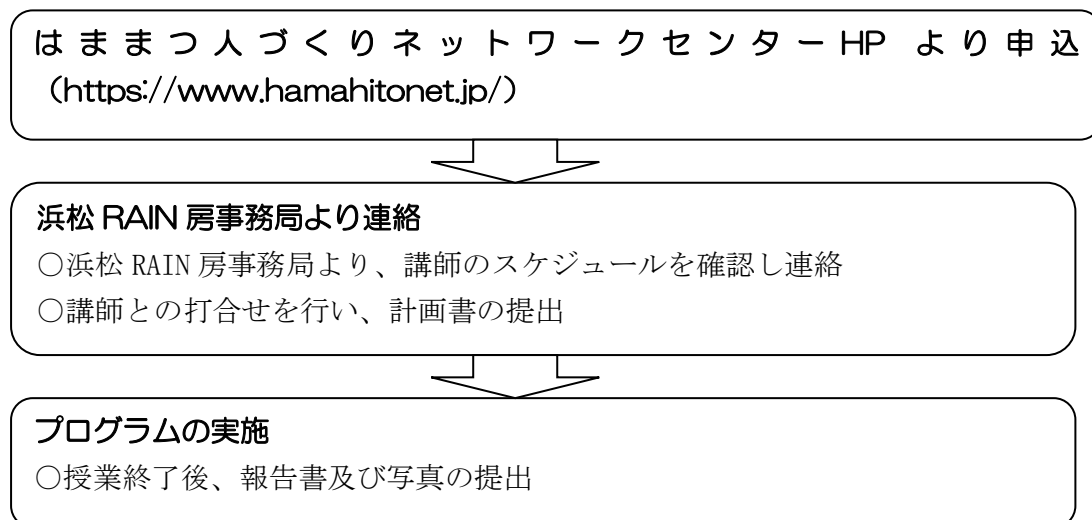 はままつ人づくりネットワークセンターHP より申込
（https://www.hamahitonet.jp/）
浜松 RAIN 房事務局より連絡
○浜松 RAIN 房事務局より、講師のスケジュールを確認し連絡
○講師との打合せを行い、計画書の提出
プログラムの実施
○授業終了後、報告書及び写真の提出